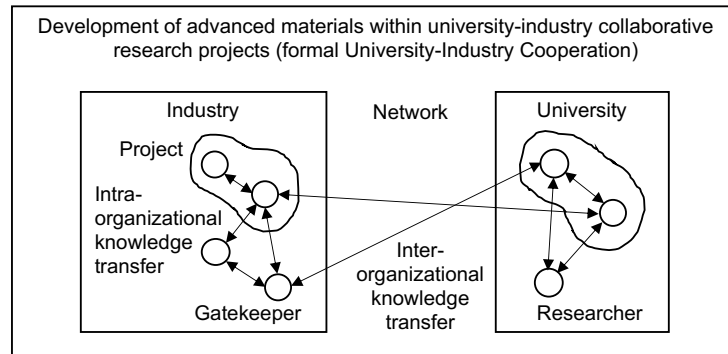 Development of advanced materials within university-industry collaborative
research projects (formal University-Industry Cooperation)
Industry
Network
University
Project
Intra-
organizational
knowledge
transfer
Gatekeeper
Inter-
organizational
knowledge
transfer
Researcher